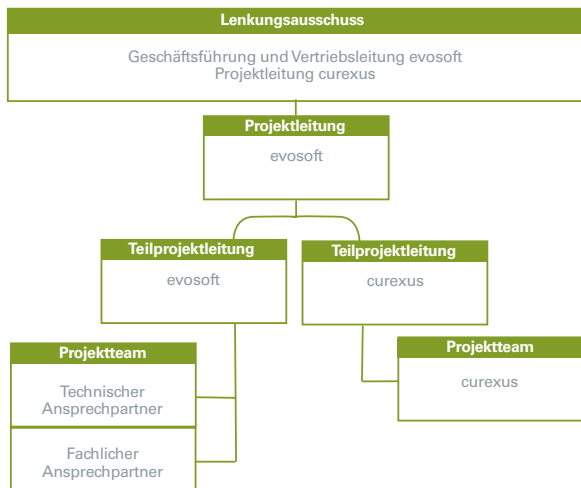 Lenkungsausschuss
Geschäftsführung und Vertriebsleitung evosoft
Projektleitung curexus
Projektleitung
evosoft
Teilprojektleitung
evosoft
Teilprojektleitung
curexus
Projektteam
Technischer
Ansprechpartner
Fachlicher
Ansprechpartner
Projektteam
curexus